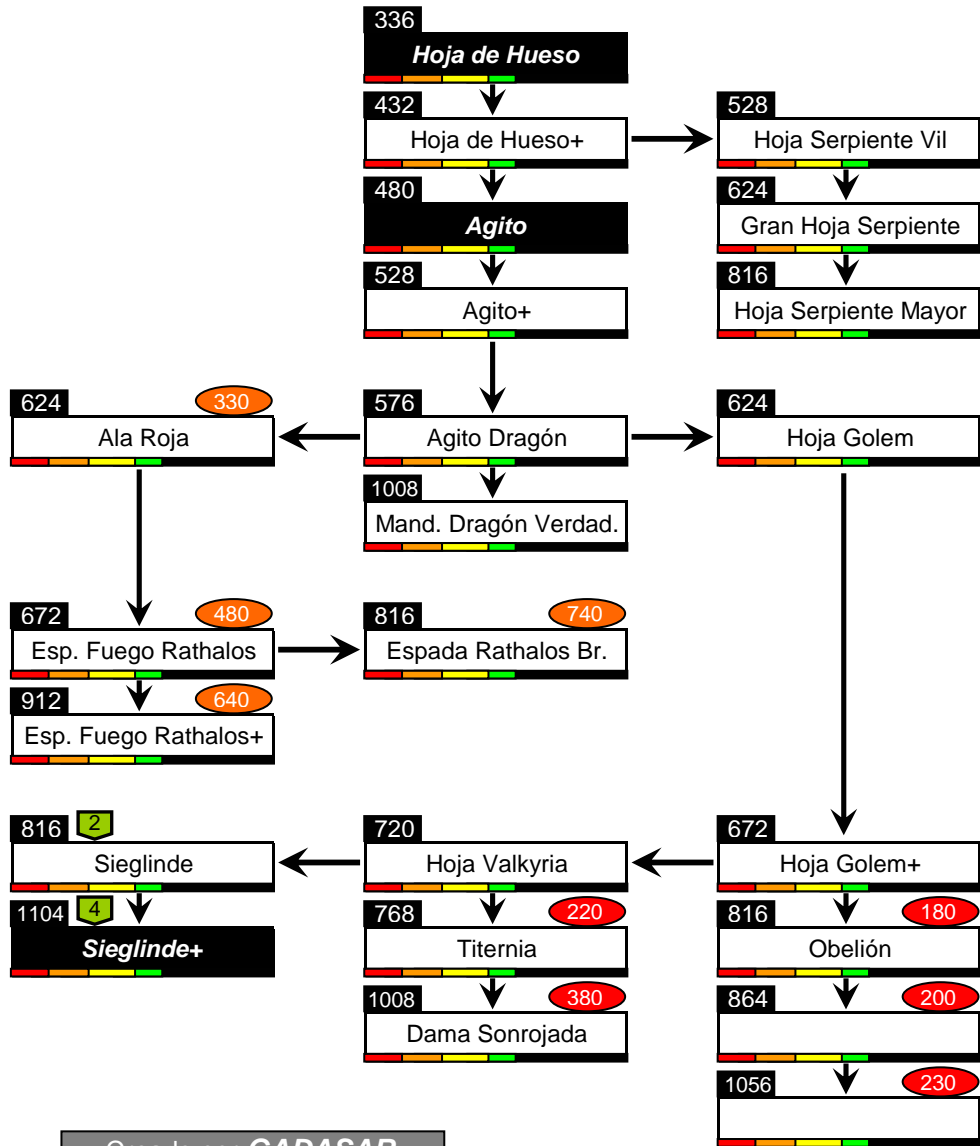 336
Hoja de Hueso
432
Hoja de Hueso+
528
Hoja Serpiente Vil
480
Agito
624
Gran Hoja Serpiente
528
Agito+
816
Hoja Serpiente Mayor
624 330
Ala Roja
576
Agito Dragón
624
Hoja Golem
1008
Mand. Dragón Verdad.
672 480
Esp. Fuego Rathalos
816 740
Espada Rathalos Br.
912 640
Esp. Fuego Rathalos+
816 2
Sieglinde
720
Hoja Valkyria
672
Hoja Golem+
1104 4
Sieglinde+
768 220
Titernia
816 180
Obelión
1008 380
Dama Sonrojada
864 200
1056 230
GADASAR